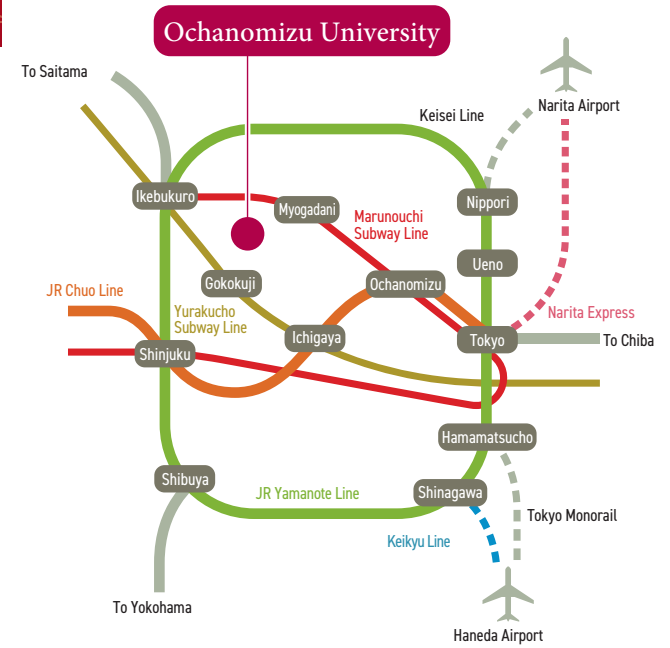 Ochanomizu University
To Saitama
Narita Airport
Keisei Line
Ikebukuro
Myogadani
Nippori
Marunouchi
Subway Line
Ueno
Gokokuji
Ochanomizu
JR Chuo Line
Yurakucho
Subway Line
Narita Express
Ichigaya
Tokyo
To Chiba
Shinjuku
Hamamatsucho
Shibuya
JR Yamanote Line
Shinagawa
Tokyo Monorail
Keikyu Line
To Yokohama
Haneda Airport